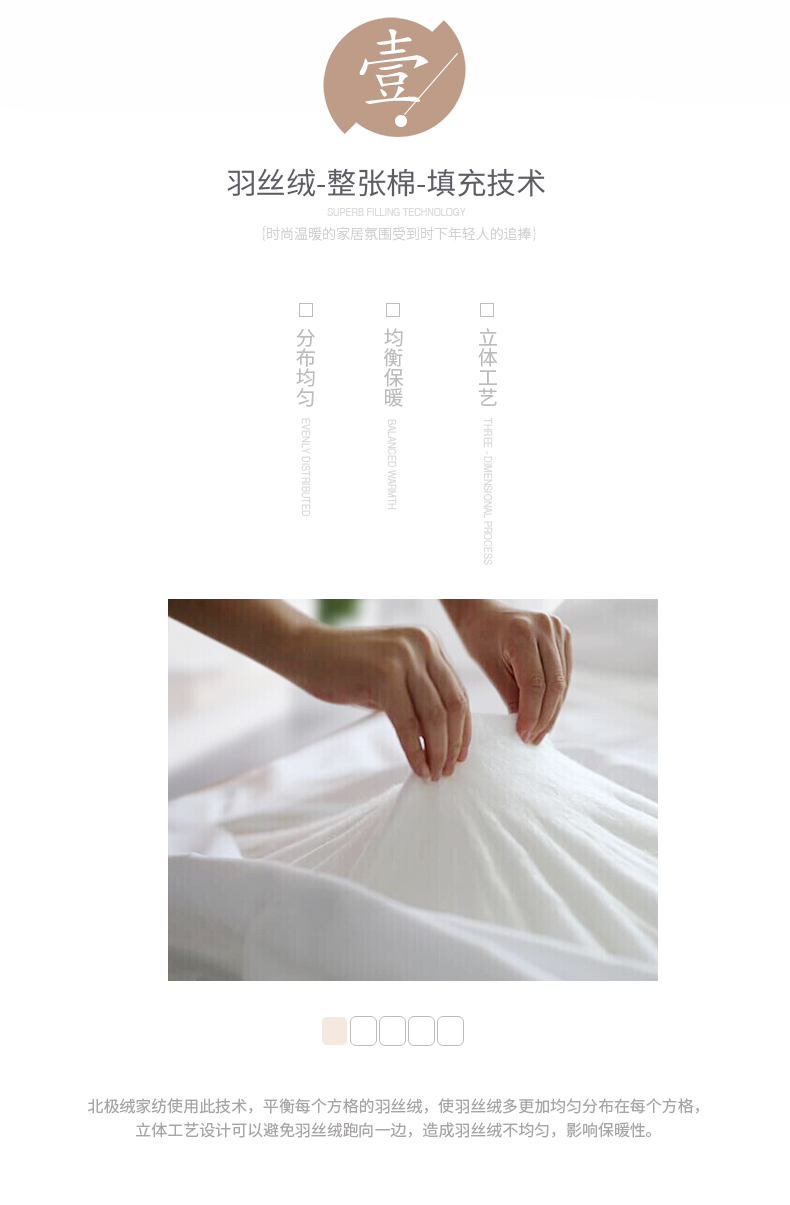 壹
羽丝绒-整张棉-填充技术
SUPERB FILLING TECHNOLOGY
{时尚温暖的家居氛围受到时下年轻人的追捧}
分布均匀
EVENLY DISTRIBUTED
均衡保暖
BALANCED WARMTH
立体工艺
THREE - DIMENSIONAL PROCESS
北极绒家纺使用此技术，平衡每个方格的羽丝绒，使羽丝绒多更加均匀分布在每个方格，
立体工艺设计可以避免羽丝绒跑向一边，造成羽丝绒不均匀，影响保暖性。